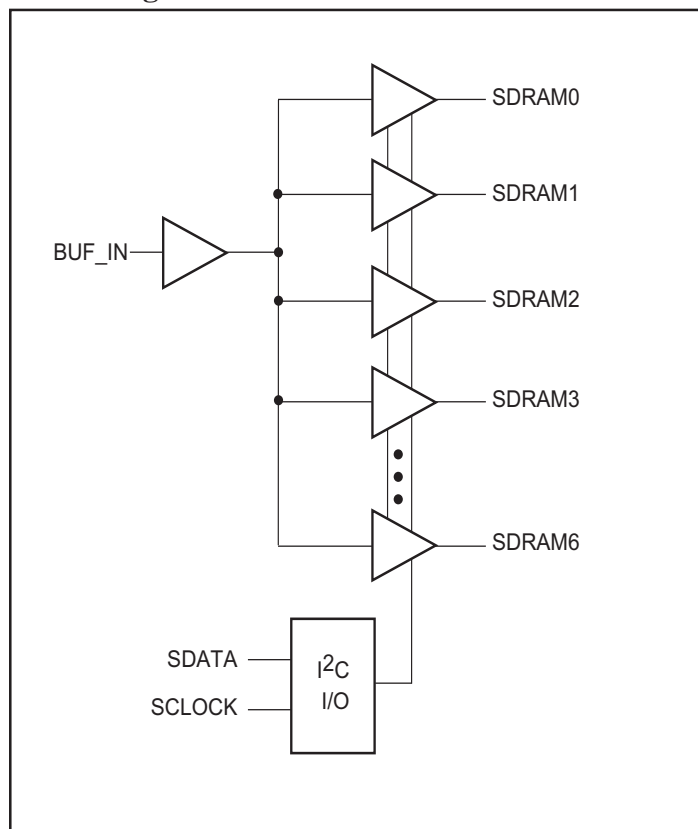 SDRAM0
SDRAM1
BUF_IN
SDRAM2
SDRAM3
SDRAM6
SDATA
SCLOCK
I²C
I/O